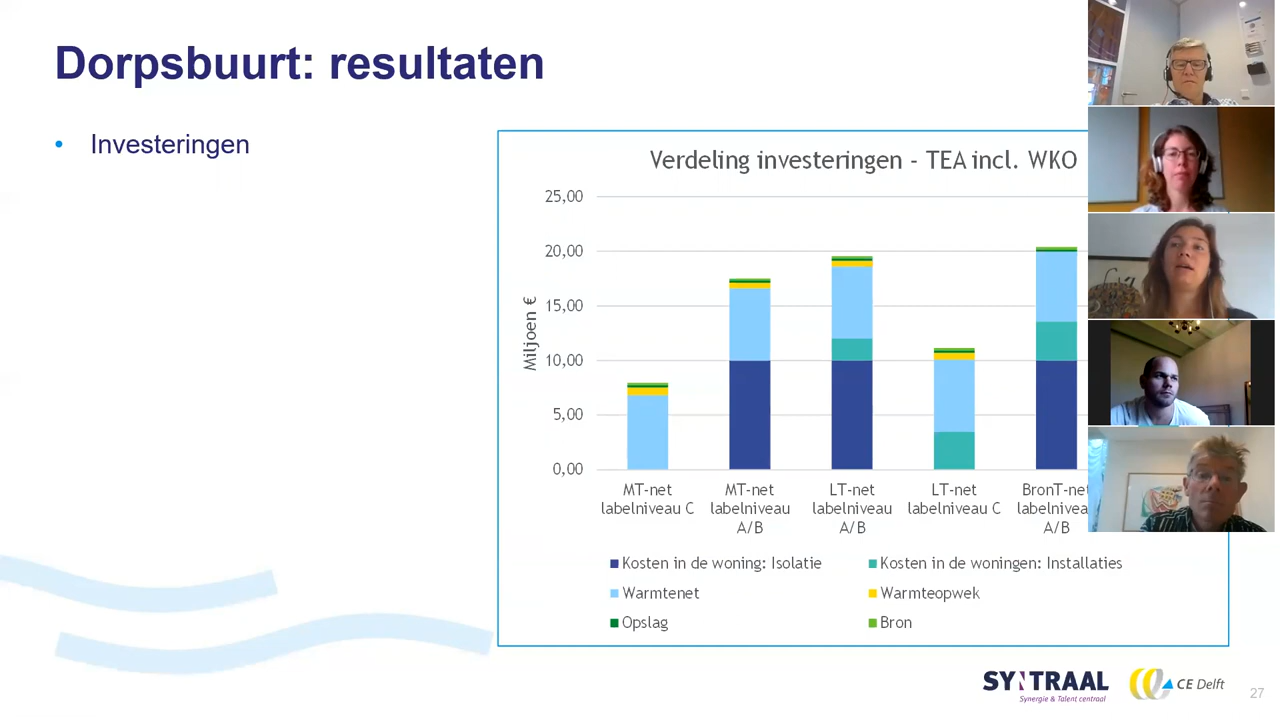 Dorpsbuurt: resultaten
• Investeringen
Verdeling investeringen - TEA incl. WKO
Miljoen €
25,00
20,00
15,00
10,00
5,00
0,00
MT-net
labelniveau C
MT-net
labelniveau
A/B
LT-net
labelniveau
A/B
LT-net
labelniveau C
BronT-net
A/B
Kosten in de woning: Isolatie
Kosten in de woningen: Installaties
Warmtenet
Warmteopwek
Opslag
Bron
SYNTRAAL
Synergie & Talent centraal
CE Delft
27